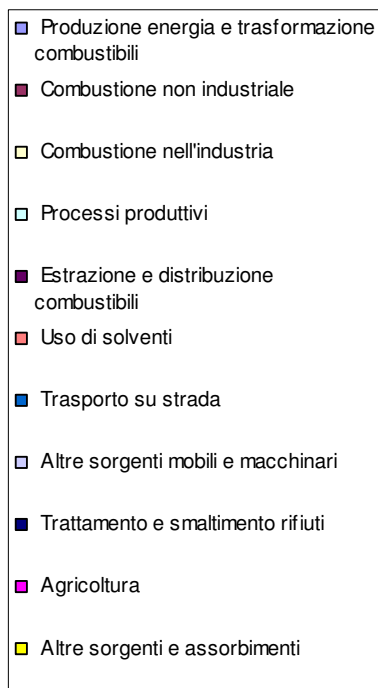 Produzione energia e trasformazione
combustibili
Combustione non industriale
Combustione nell'industria
Processi produttivi
Estrazione e distribuzione
combustibili
Uso di solventi
Trasporto su strada
Altre sorgenti mobili e macchinari
Trattamento e smaltimento rifiuti
Agricoltura
Altre sorgenti e assorbimenti